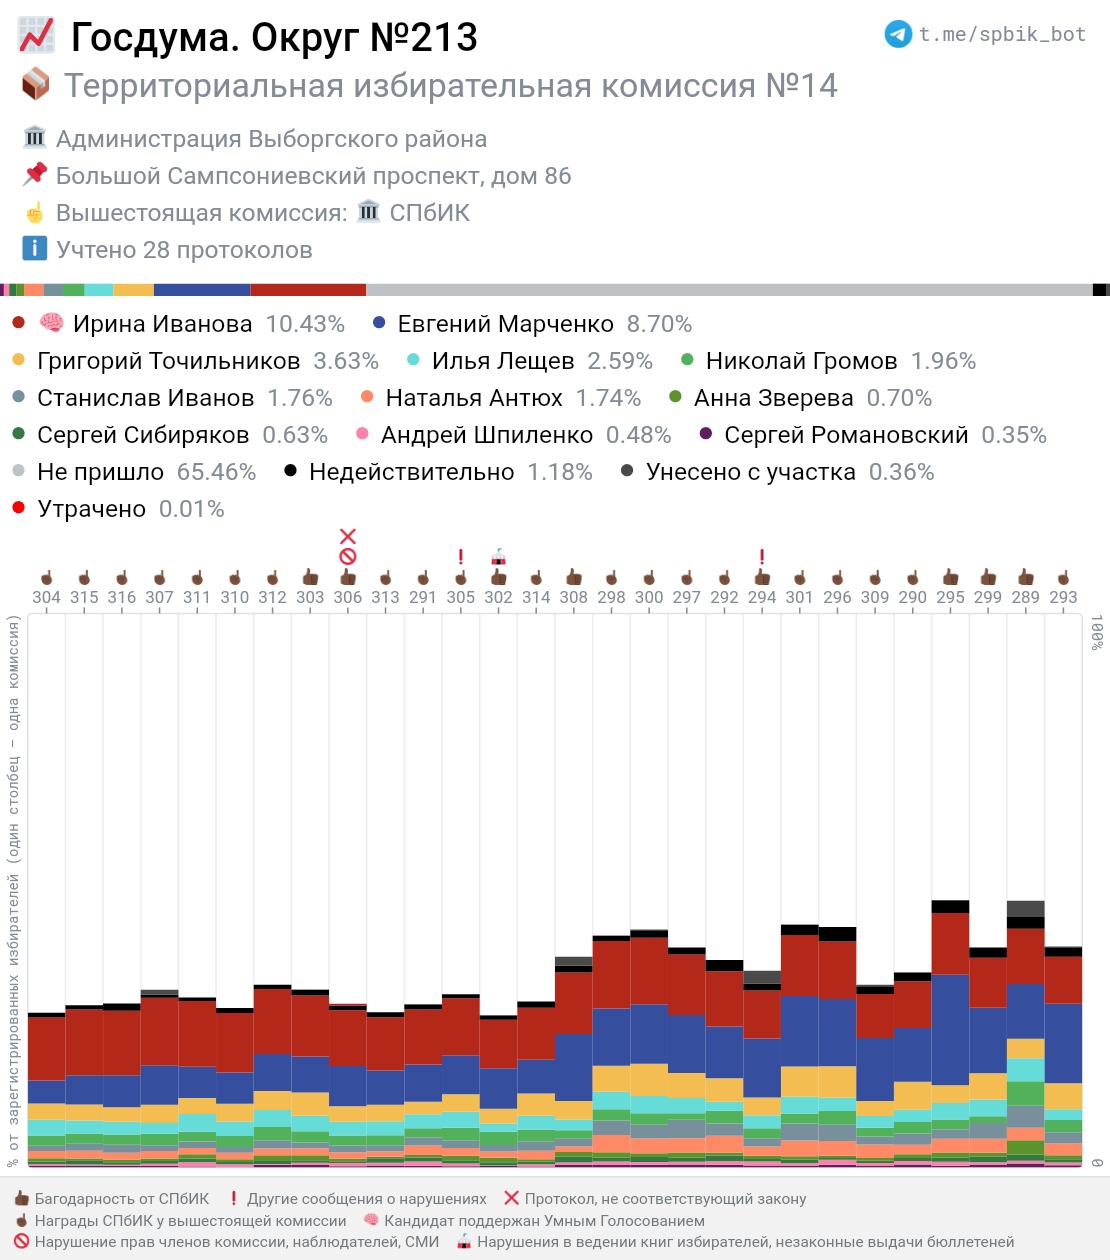 Госдума. Округ №213
t.me/spbik_bot
Территориальная избирательная комиссия №14
Администрация Выборгского района
Большой Сампсониевский проспект, дом 86
Вышестоящая комиссия: СПбИК
Учтено 28 протоколов
Ирина Иванова 10.43% Евгений Марченко 8.70%
Григорий Точильников 3.63% Илья Лещев 2.59% Николай Громов 1.96%
Станислав Иванов 1.76% Наталья Антюх 1.74% Анна Зверева 0.70%
Сергей Сибиряков 0.63% Андрей Шпиленко 0.48% Сергей Романовский 0.35%
Не пришло 65.46% Недействительно 1.18% Унесено с участка 0.36%
Утрачено 0.01%
304 315 316 307 311 310 312 303 306 313 291 305 302 314 308 298 300 297 292 294 301 296 309 290 295 299 289 293
% от зарегистрированных избирателей (один столбец – одна комиссия)
100%
0
Багодарность от СПбИК Другие сообщения о нарушениях Протокол, не соответствующий закону
Награды СПбИК у вышестоящей комиссии Кандидат поддержан Умным Голосованием
Нарушение прав членов комиссии, наблюдателей, СМИ Нарушения в ведении книг избирателей, незаконные выдачи бюллетеней